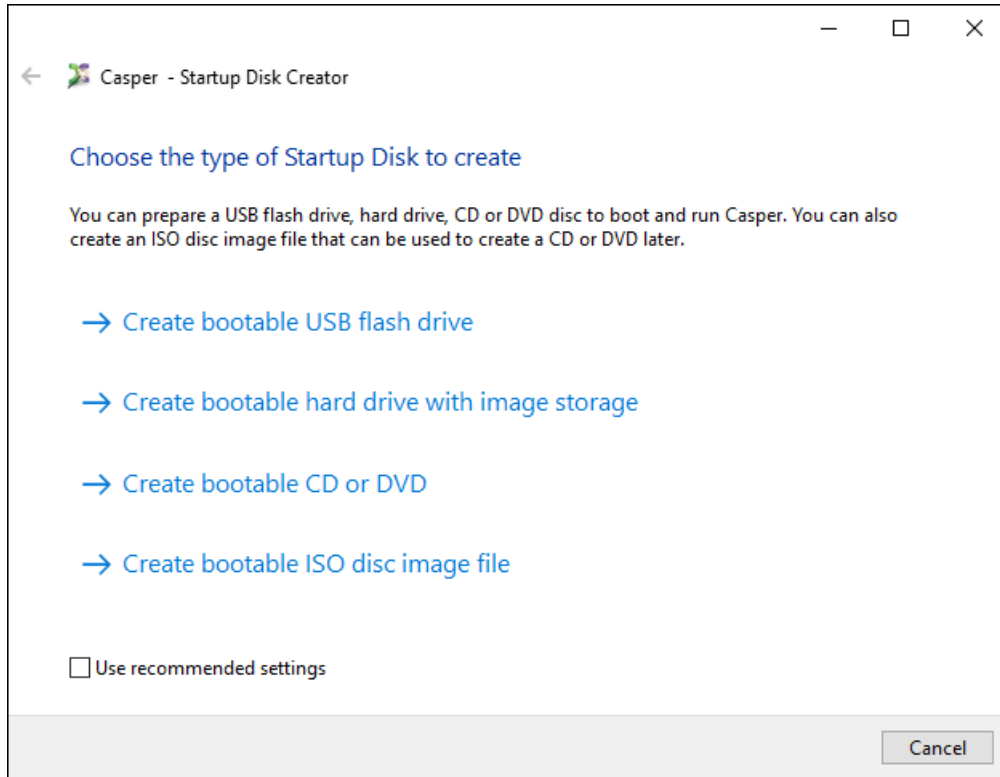 Casper - Startup Disk Creator
Choose the type of Startup Disk to create
You can prepare a USB flash drive, hard drive, CD or DVD disc to boot and run Casper. You can also
create an ISO disc image file that can be used to create a CD or DVD later.
Create bootable USB flash drive
Create bootable hard drive with image storage
Create bootable CD or DVD
Create bootable ISO disc image file
Use recommended settings
Cancel